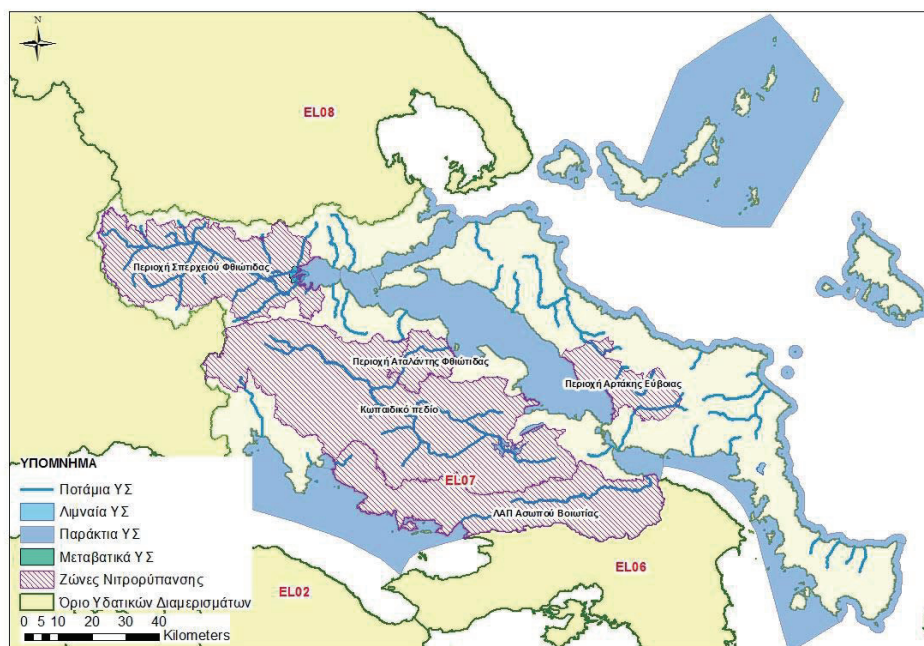 N
EL08
Περιοχή Σπερχειού Φθιώτιδας
Περιοχή Αταλάντης Φθιώτιδας
Περιοχή Αρτάκης Εύβοιας
Κωπαιδικό πεδίο
EL07
ΛΑΠ Ασωπού Βοιωτίας
EL06
EL02
ΥΠΟΜΝΗΜΑ
Ποτάμια ΥΣ
Λιμναία ΥΣ
Παράκτια ΥΣ
Μεταβατικά ΥΣ
Ζώνες Νιτρορύπανσης
Όριο Υδατικών Διαμερισμάτων
0 5 10 20 30 40
Kilometers